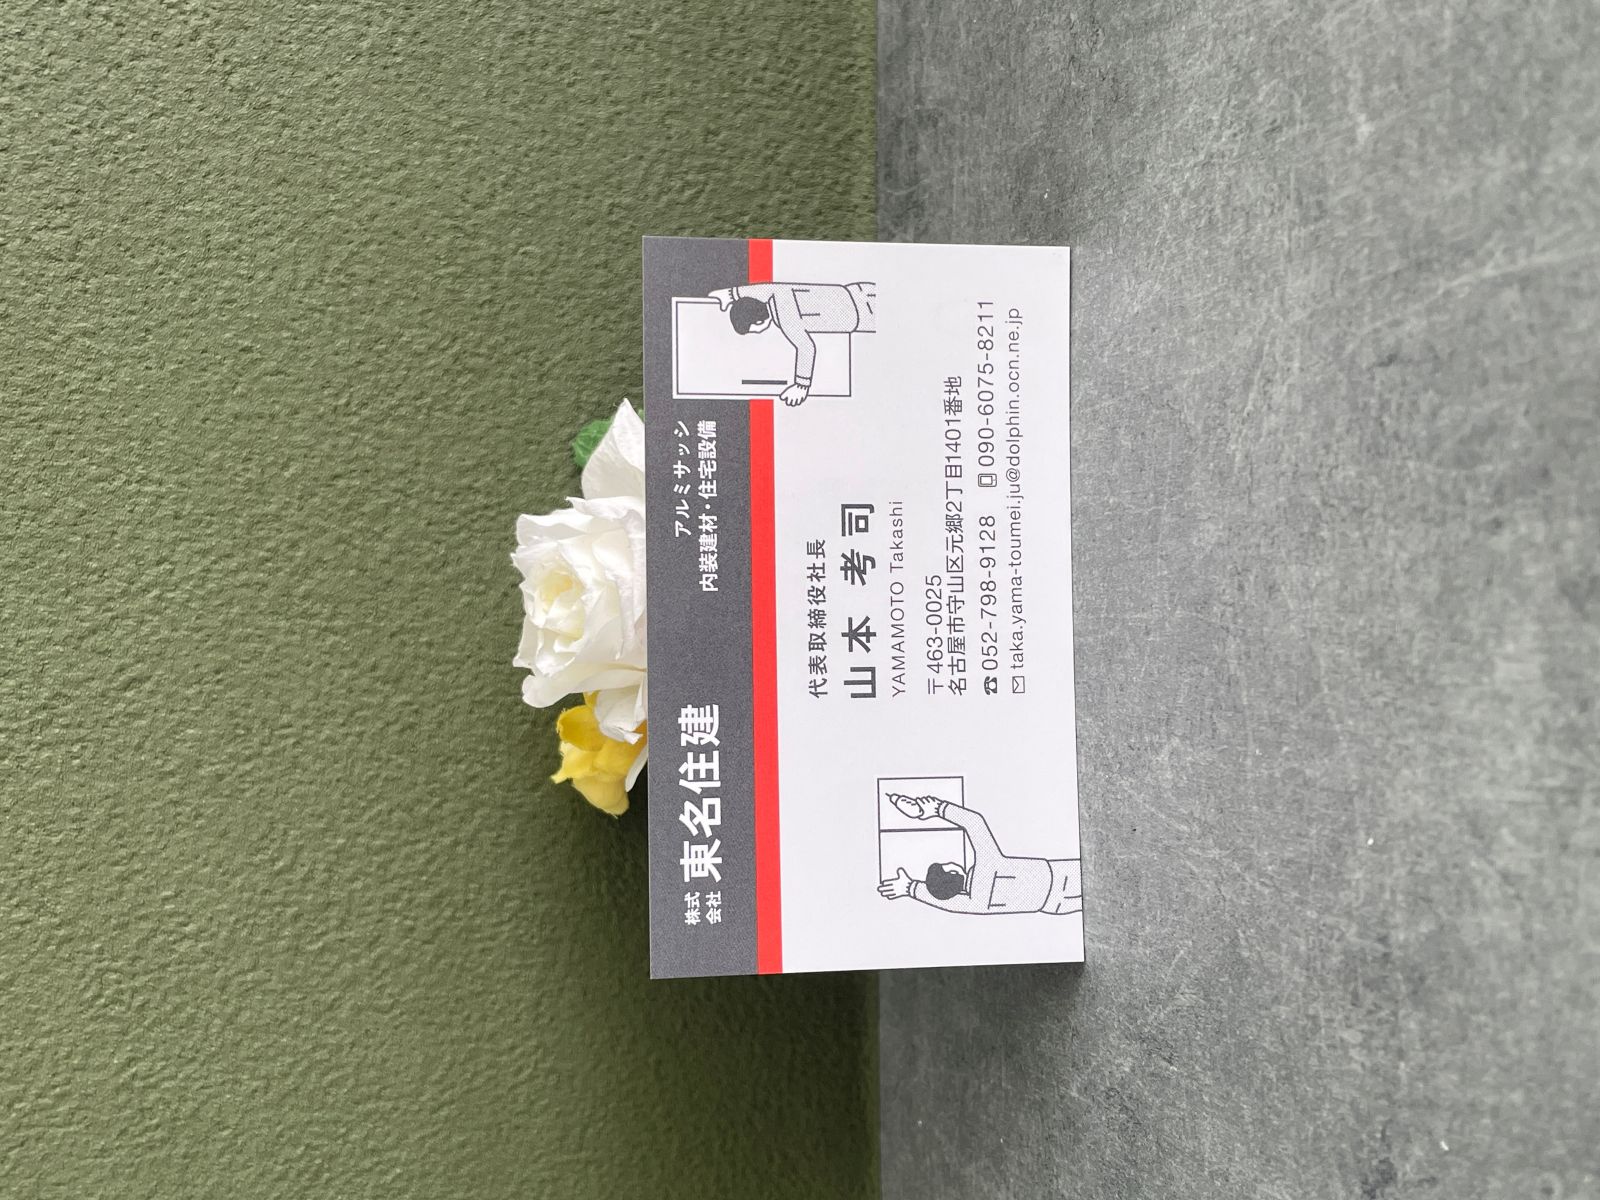 株式会社 東名住建
アルミサッシ
内装建材・住宅設備
代表取締役社長
山本 考司
YAMAMOTO Takashi
〒463-0025
名古屋市守山区元郷2丁目1401番地
☎052-798-9128 090-6075-8211
taka.yama-toumei.ju@dolphin.ocn.ne.jp